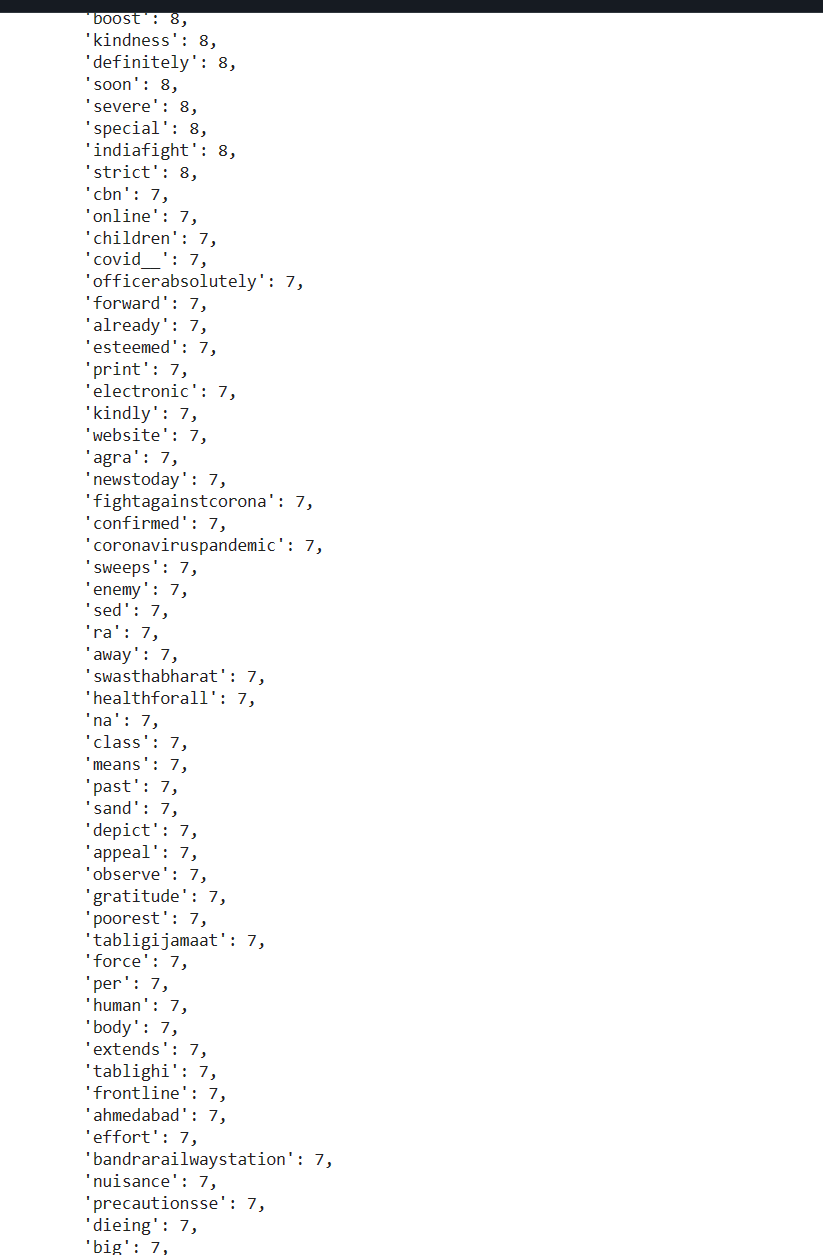 'boost': 8,
'kindness': 8,
'definitely': 8,
'soon': 8,
'severe': 8,
'special': 8,
'indiafight': 8,
'strict': 8,
'cbn': 7,
'online': 7,
'children': 7,
'covid__': 7,
'officerabsolutely': 7,
'forward': 7,
'already': 7,
'esteemed': 7,
'print': 7,
'electronic': 7,
'kindly': 7,
'website': 7,
'agra': 7,
'newstoday': 7,
'fightagainstcorona': 7,
'confirmed': 7,
'coronaviruspandemic': 7,
'sweeps': 7,
'enemy': 7,
'sed': 7,
'ra': 7,
'away': 7,
'swasthabharat': 7,
'healthforall': 7,
'na': 7,
'class': 7,
'means': 7,
'past': 7,
'sand': 7,
'depict': 7,
'appeal': 7,
'observe': 7,
'gratitude': 7,
'poorest': 7,
'tabligijamaat': 7,
'force': 7,
'per': 7,
'human': 7,
'body': 7,
'extends': 7,
'tablighi': 7,
'frontline': 7,
'ahmedabad': 7,
'effort': 7,
'bandrarailwaystation': 7,
'nuisance': 7,
'precautionsse': 7,
'dieing': 7,
'big': 7,